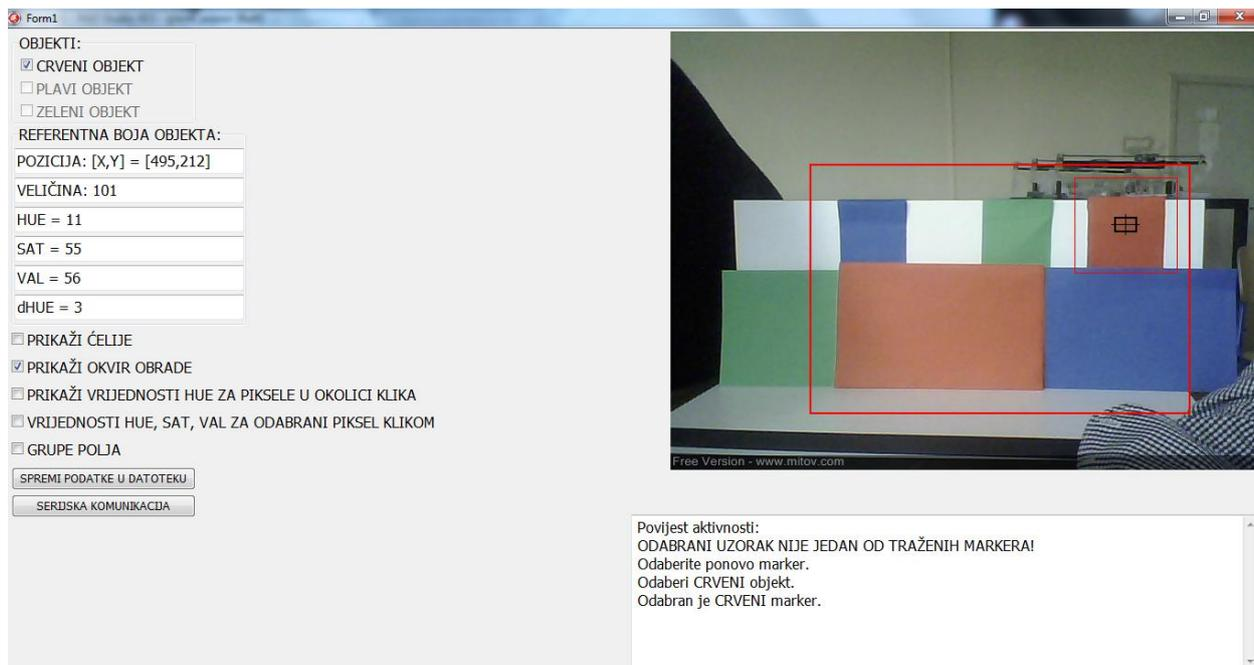 Form1
OBJEKTI:
CRVENI OBJEKT
PLAVI OBJEKT
ZELENI OBJEKT
REFERENTNA BOJA OBJEKTA:
POZICIJA: [X,Y] = [495,212]
VELIČINA: 101
HUE = 11
SAT = 55
VAL = 56
dHUE = 3
PRIKAŽI ĆELIJE
PRIKAŽI OKVIR OBRADE
PRIKAŽI VRIJEDNOSTI HUE ZA PIKSELE U OKOLICI KLIKA
VRIJEDNOSTI HUE, SAT, VAL ZA ODABRANI PIKSEL KLIKOM
GRUPE POLJA
SPREMI PODATKE U DATOTEKU
SERIJSKA KOMUNIKACIJA
Free Version - www.mitov.com
Povijest aktivnosti:
ODABRANI UZORAK NIJE JEDAN OD TRAŽENIH MARKERA!
Odaberite ponovo marker.
Odaberi CRVENI objekt.
Odabran je CRVENI marker.